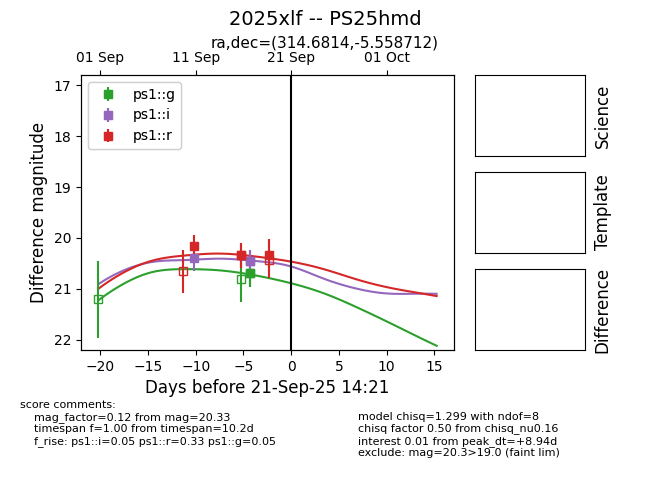 2025xlf -- PS25hmd
ra,dec=(314.6814,-5.558712)
01 Sep 11 Sep 21 Sep 01 Oct
ps1::g
ps1::i
ps1::r
17
18
19
20
21
22
Difference magnitude
−20 −15 −10 −5 0 5 10 15
Days before 21-Sep-25 14:21
Science
Template
Difference
score comments:
mag_factor=0.12 from mag=20.33
timespan f=1.00 from timespan=10.2d
f_rise: ps1::i=0.05 ps1::r=0.33 ps1::g=0.05
model chisq=1.299 with ndof=8
chisq factor 0.50 from chisq_nu0.16
interest 0.01 from peak_dt=+8.94d
exclude: mag=20.3>19.0 (faint lim)